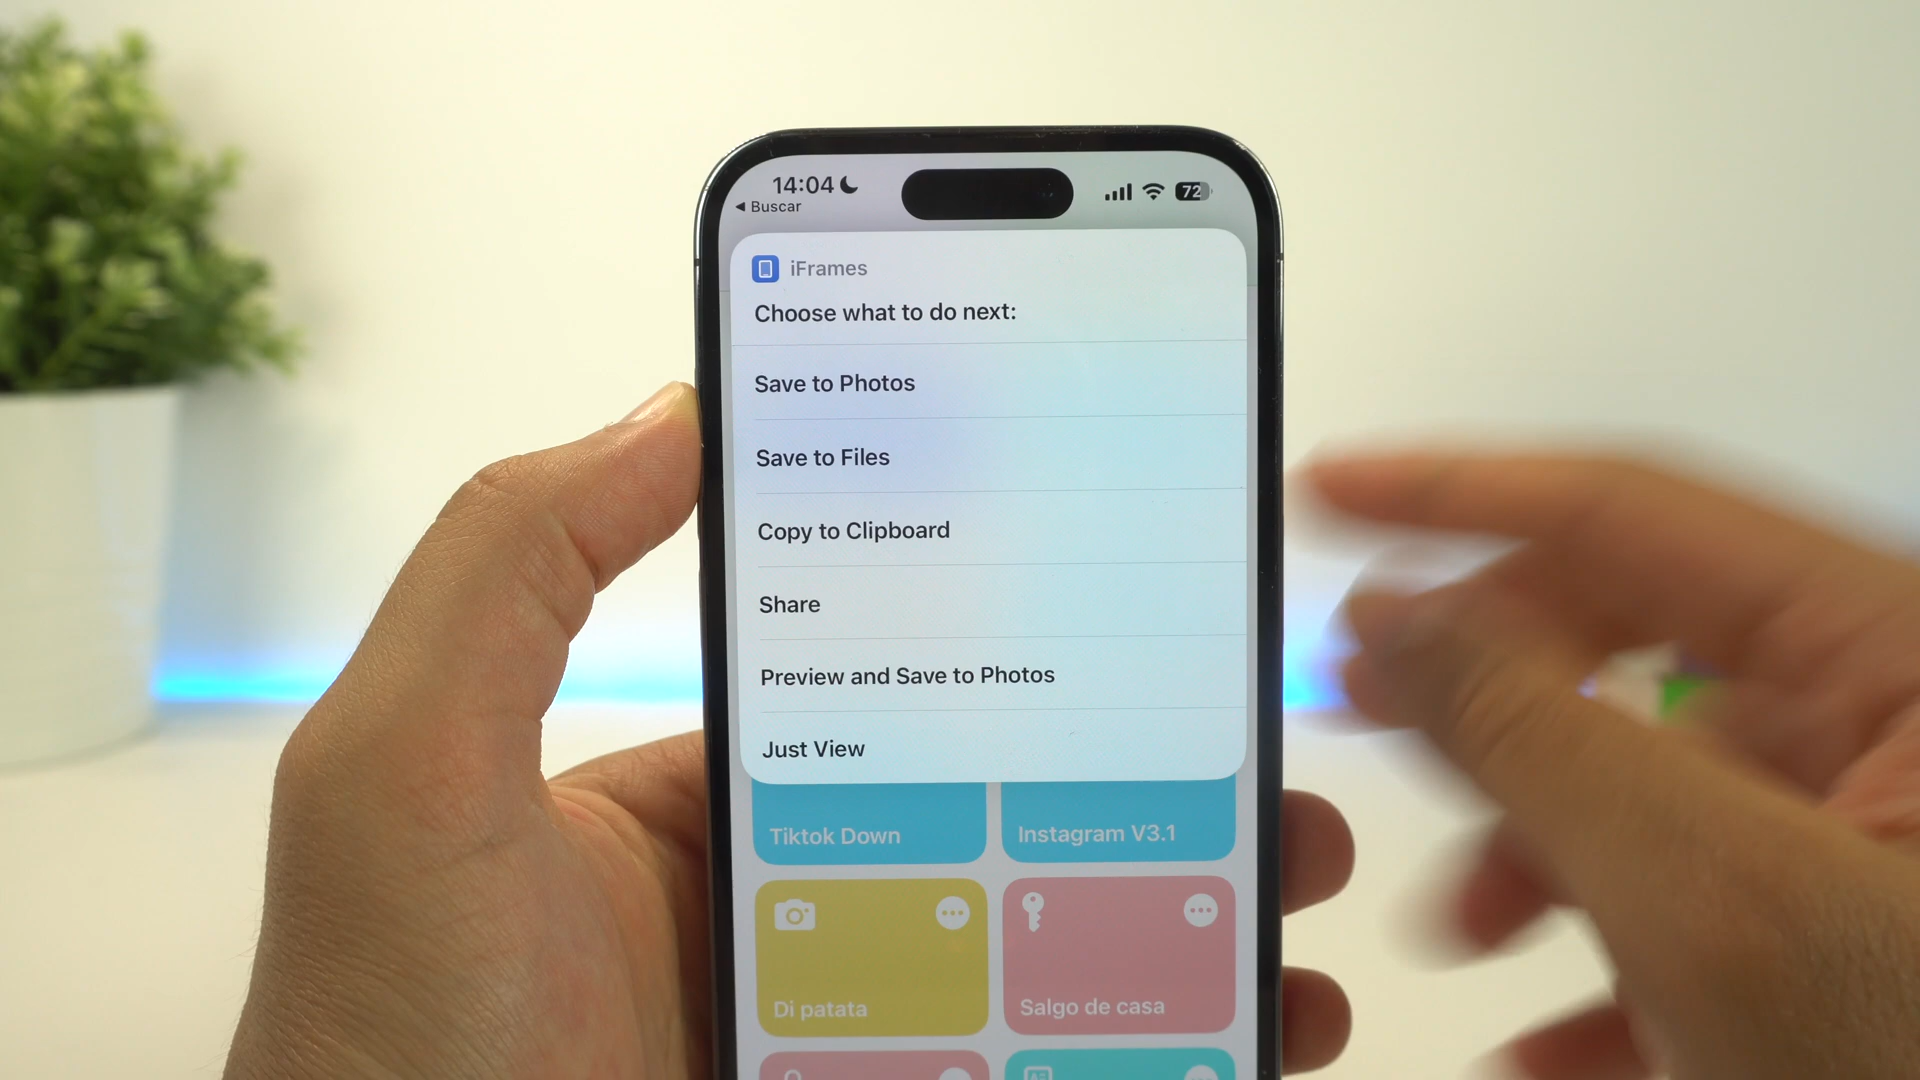 14:04
◀ Buscar
72
iFrames
Choose what to do next:
Save to Photos
Save to Files
Copy to Clipboard
Share
Preview and Save to Photos
Just View
Tiktok Down
Instagram V3.1
Di patata
Salgo de casa